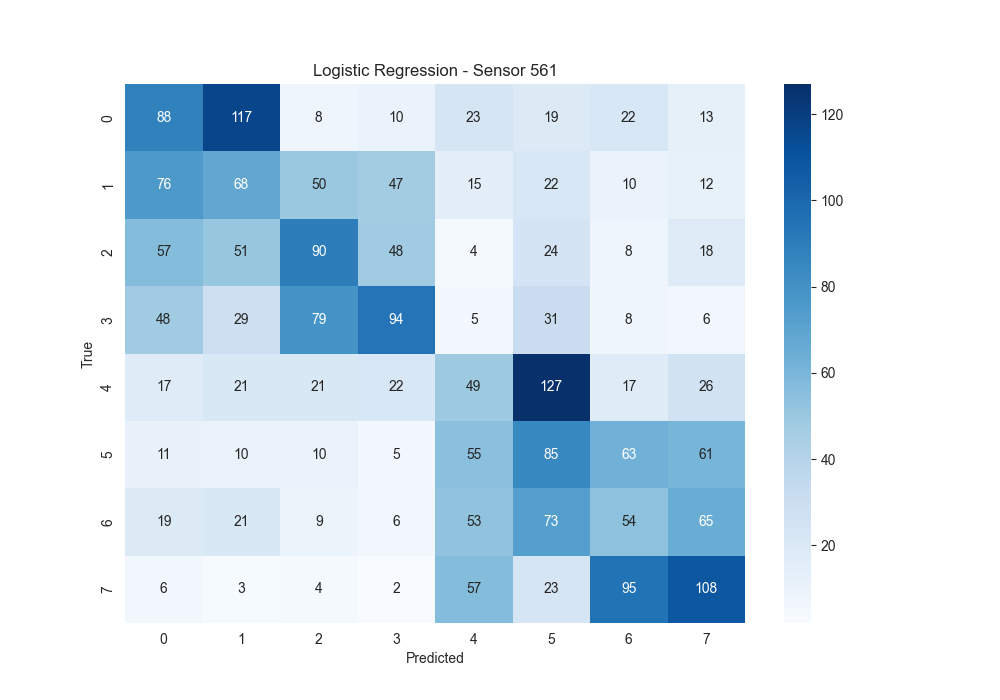 Logistic Regression - Sensor 561
0 88 117 8 10 23 19 22 13
120
1 76 68 50 47 15 22 10 12
100
2 57 51 90 48 4 24 8 18
80
3 48 29 79 94 5 31 8 6
True
60
4 17 21 21 22 49 127 17 26
5 11 10 10 5 55 85 63 61
40
6 19 21 9 6 53 73 54 65
20
7 6 3 4 2 57 23 95 108
0 1 2 3 4 5 6 7
Predicted